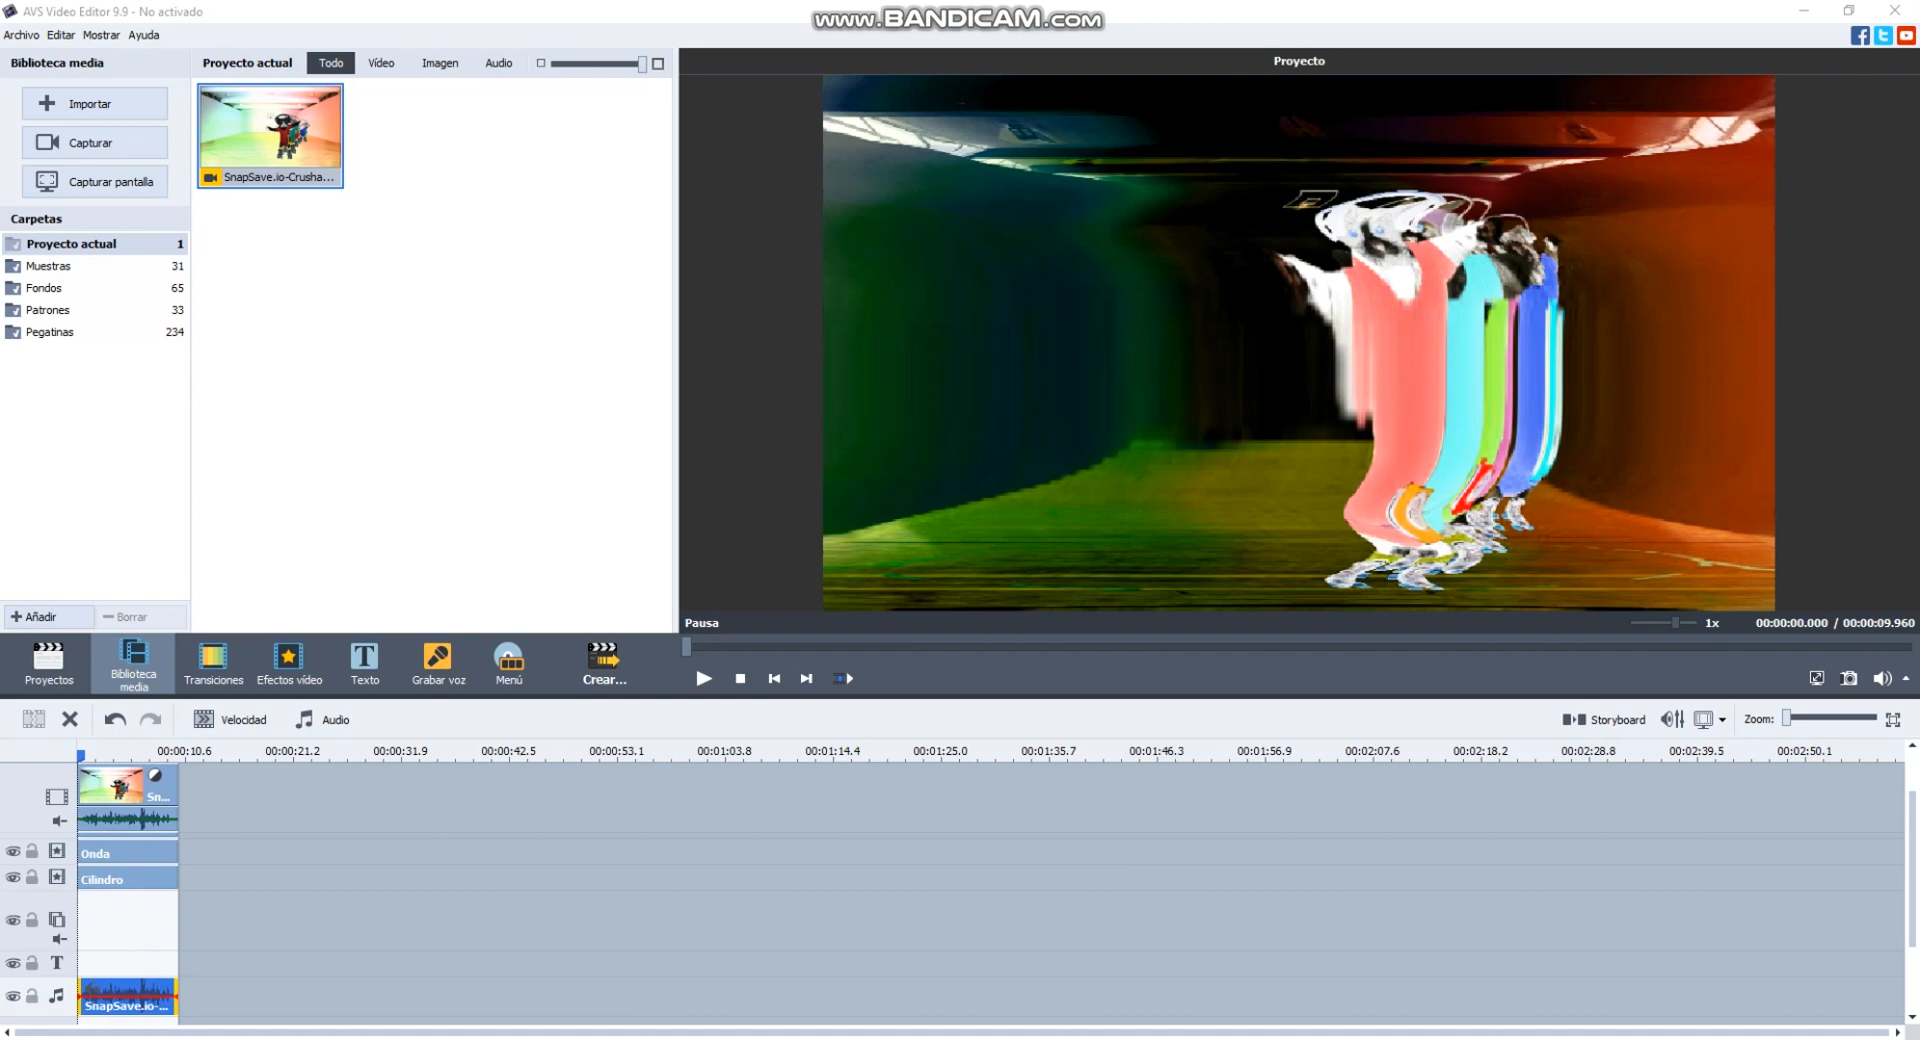 AVS Video Editor 9.9 - No activado
www.BANDICAM.COM
Archivo Editar Mostrar Ayuda
Biblioteca media
Proyecto actual Todo Vídeo Imagen Audio
Proyecto
Importar
Capturar
Capturar pantalla
SnapSave.io-Crusha...
Carpetas
Proyecto actual 1
Muestras 31
Fondos 65
Patrones 33
Pegatinas 234
Añadir Borrar
Pausa 1x 00:00:00.000 / 00:00:09.960
Proyectos
Biblioteca media
Transiciones
Efectos vídeo
Texto
Grabar voz
Menú
Crear...
Velocidad Audio Storyboard Zoom:
00:00:10.6 00:00:21.2 00:00:31.9 00:00:42.5 00:00:53.1 00:01:03.8 00:01:14.4 00:01:25.0 00:01:35.7 00:01:46.3 00:01:56.9 00:02:07.6 00:02:18.2 00:02:28.8 00:02:39.5 00:02:50.1
Sn...
Onda
Cilindro
T
SnapSave.io-...